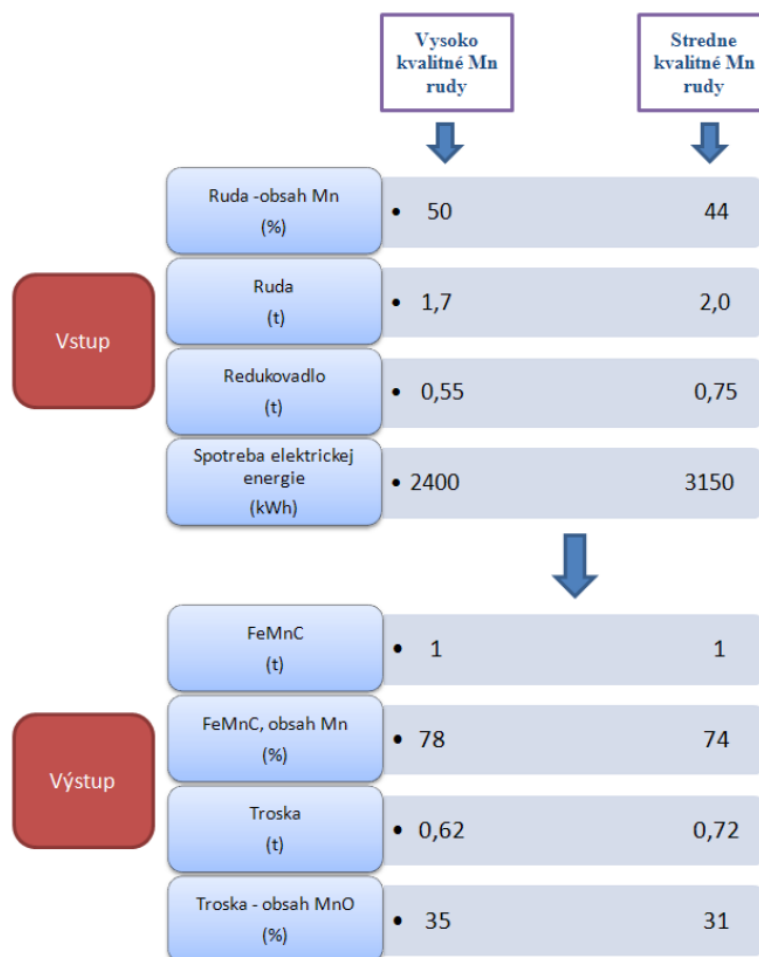 Vysoko
kvalitné Mn
rudy
Stredne
kvalitné Mn
rudy
Vstup
Ruda -obsah Mn
(%)
• 50
44
Ruda
(t)
• 1,7
2,0
Redukovadlo
(t)
• 0,55
0,75
Spotreba elektrickej
energie
(kWh)
• 2400
3150
Výstup
FeMnC
(t)
• 1
1
FeMnC, obsah Mn
(%)
• 78
74
Troska
(t)
• 0,62
0,72
Troska - obsah MnO
(%)
• 35
31